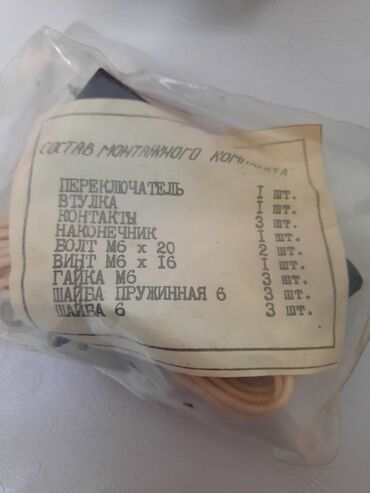 СОСТАВ МОНТАЖНОГО КОМПЛЕКТА:
ПЕРЕКЛЮЧАТЕЛЬ 1 шт.
ВТУЛКА 1 шт.
КОНТАКТЫ 3 шт.
НАКОНЕЧНИК 1 шт.
БОЛТ М6 х 20 2 шт.
ВИНТ М6 х 16 1 шт.
ГАЙКА М6 3 шт.
ШАЙБА ПРУЖИННАЯ 6 3 шт.
ШАЙБА 6 3 шт.